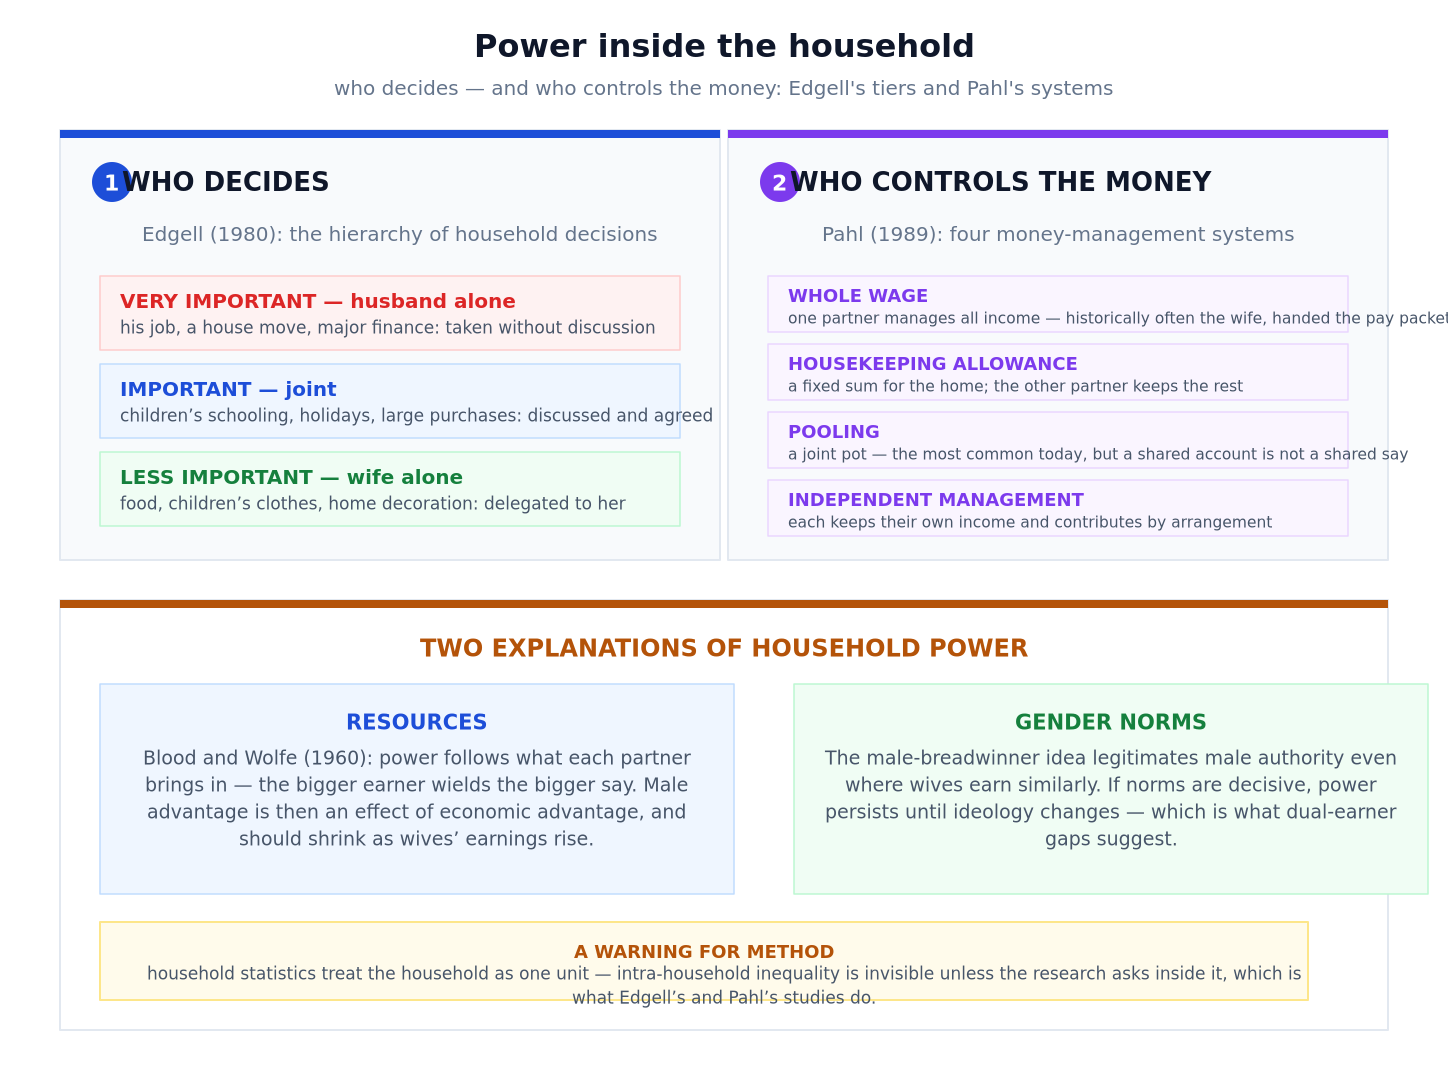 Power inside the household
who decides — and who controls the money: Edgell's tiers and Pahl's systems
1 WHO DECIDES
Edgell (1980): the hierarchy of household decisions
VERY IMPORTANT — husband alone
his job, a house move, major finance: taken without discussion
IMPORTANT — joint
children’s schooling, holidays, large purchases: discussed and agreed
LESS IMPORTANT — wife alone
food, children’s clothes, home decoration: delegated to her
2 WHO CONTROLS THE MONEY
Pahl (1989): four money-management systems
WHOLE WAGE
one partner manages all income — historically often the wife, handed the pay packet
HOUSEKEEPING ALLOWANCE
a fixed sum for the home; the other partner keeps the rest
POOLING
a joint pot — the most common today, but a shared account is not a shared say
INDEPENDENT MANAGEMENT
each keeps their own income and contributes by arrangement
TWO EXPLANATIONS OF HOUSEHOLD POWER
RESOURCES
Blood and Wolfe (1960): power follows what each partner
brings in — the bigger earner wields the bigger say. Male
advantage is then an effect of economic advantage, and
should shrink as wives’ earnings rise.
GENDER NORMS
The male-breadwinner idea legitimates male authority even
where wives earn similarly. If norms are decisive, power
persists until ideology changes — which is what dual-earner
gaps suggest.
A WARNING FOR METHOD
household statistics treat the household as one unit — intra-household inequality is invisible unless the research asks inside it, which is
what Edgell’s and Pahl’s studies do.